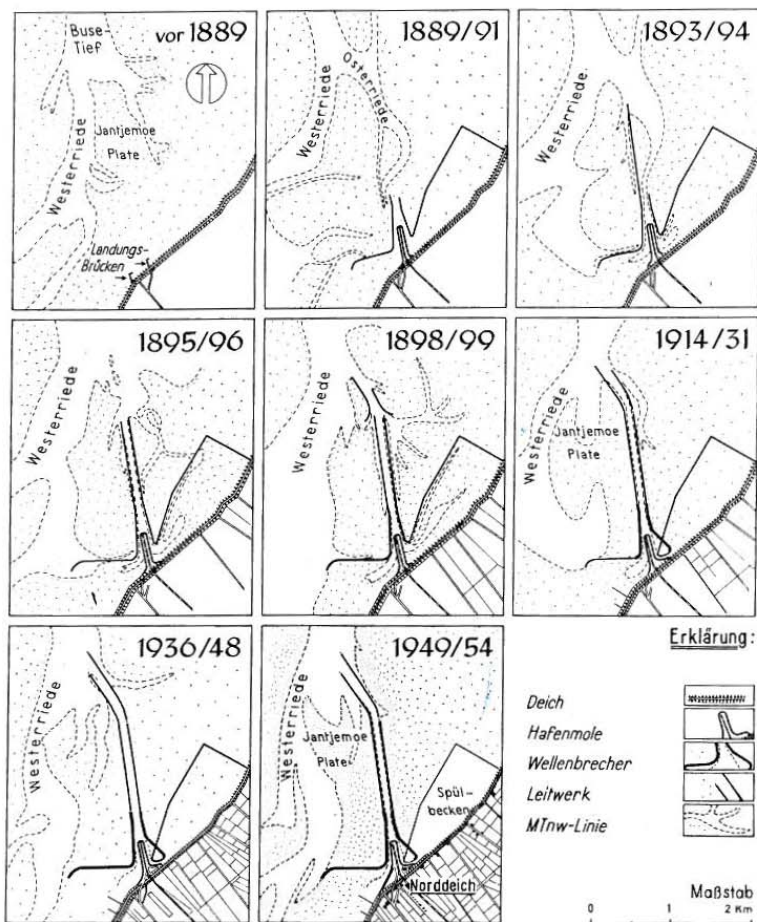 vor 1889
Buse-
Tief
Westerriede
Jantjemoe
Plate
Landungs-
Brücken
1889/91
Westerriede
Osterriede
1893/94
Westerriede
1895/96
Westerriede
1898/99
Westerriede
1914/31
Westerriede
Jantjemoe
Plate
1936/48
Westerriede
1949/54
Westerriede
Jantjemoe
Plate
Spül-
becken
Norddeich
Erklärung:
Deich
Hafenmole
Wellenbrecher
Leitwerk
MTnw-Linie
Maßstab
0 1 2 Km